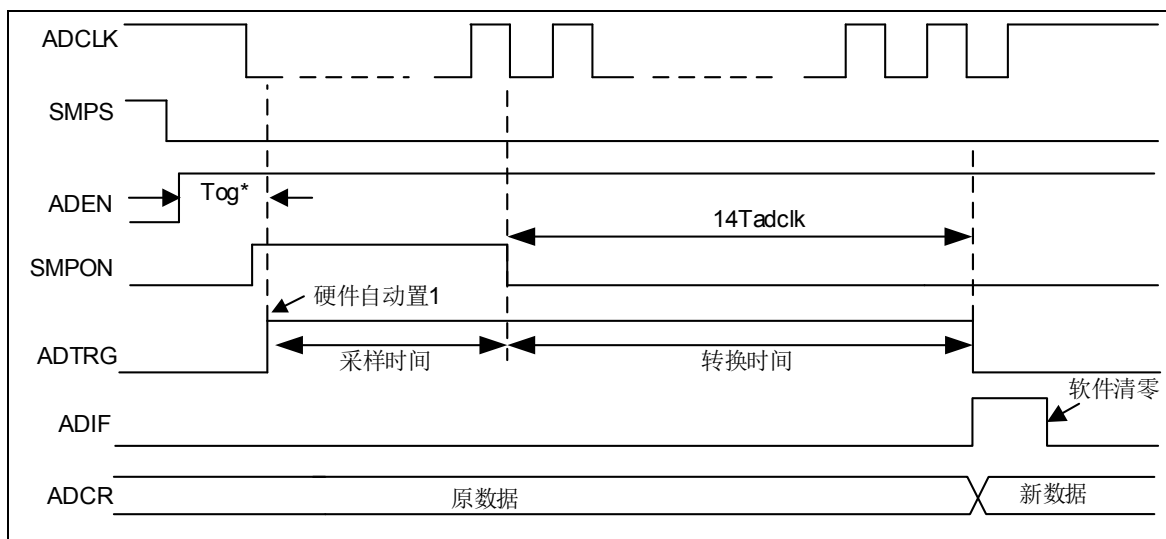 ADCLK
SMPS
ADEN
Tog*
14Tadclk
SMPON
硬件自动置1
ADTRG
采样时间
转换时间
软件清零
ADIF
ADCR
原数据
新数据